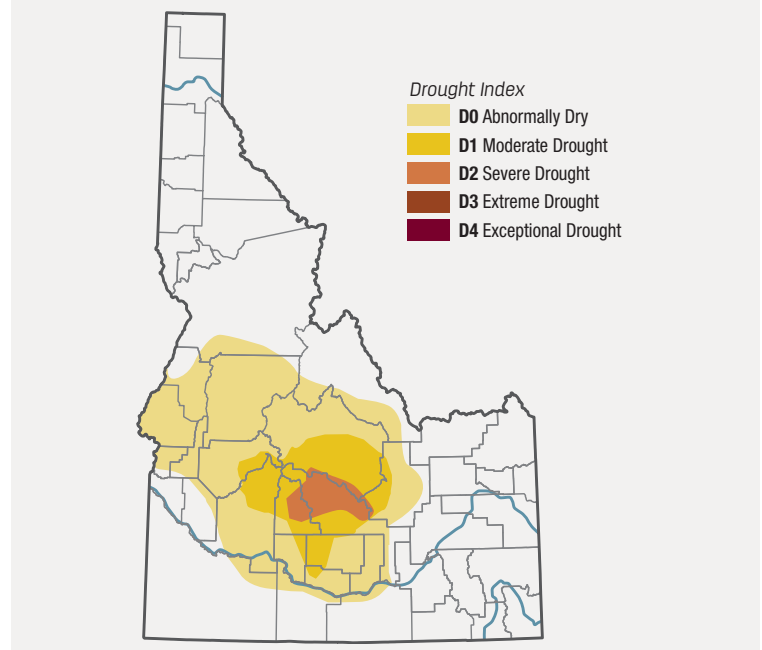 Drought Index
D0 Abnormally Dry
D1 Moderate Drought
D2 Severe Drought
D3 Extreme Drought
D4 Exceptional Drought